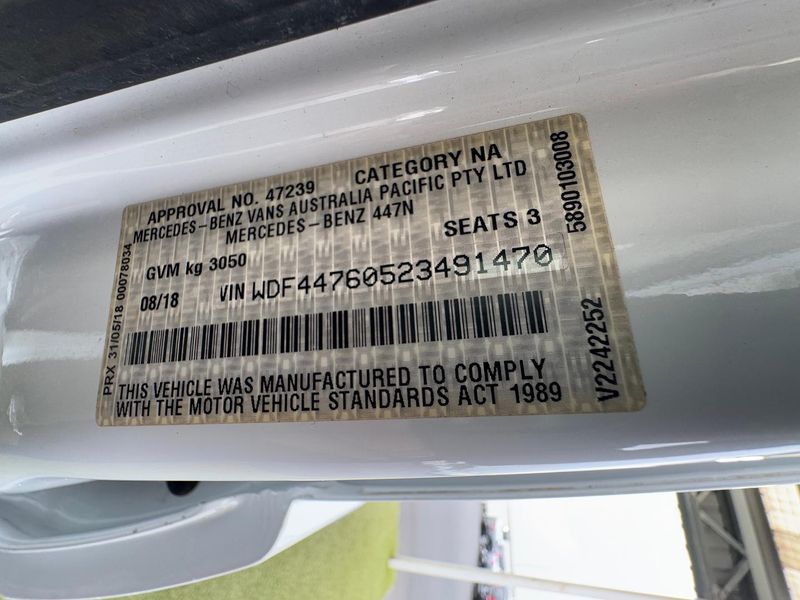 APPROVAL NO. 47239 CATEGORY NA
MERCEDES-BENZ VANS AUSTRALIA PACIFIC PTY LTD
MERCEDES-BENZ 447N
GVM kg 3050 SEATS 3
08/18 VIN WDF44760523491470
THIS VEHICLE WAS MANUFACTURED TO COMPLY
WITH THE MOTOR VEHICLE STANDARDS ACT 1989
PRX 31/05/18 00078034
5890103008
V2242252